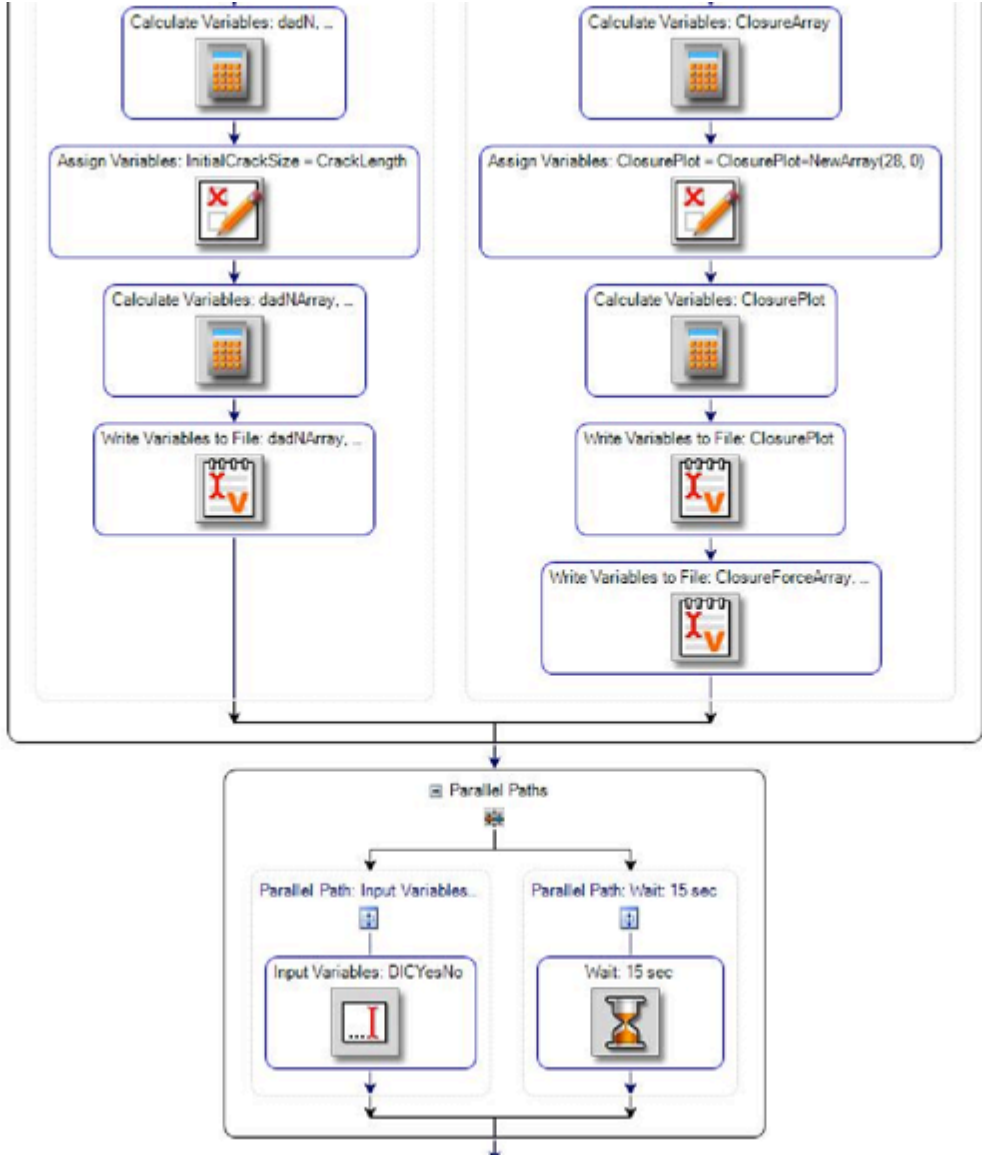 Calculate Variables: dadN, ...
Assign Variables: InitialCrackSize = CrackLength
Calculate Variables: dadNArray, ...
Write Variables to File: dadNArray, ...
Calculate Variables: ClosureArray
Assign Variables: ClosurePlot = ClosurePlot=NewArray(28, 0)
Calculate Variables: ClosurePlot
Write Variables to File: ClosurePlot
Write Variables to File: ClosureForceArray, ...
Parallel Paths
Parallel Path: Input Variables...
Input Variables: DICYesNo
Parallel Path: Wait: 15 sec
Wait: 15 sec